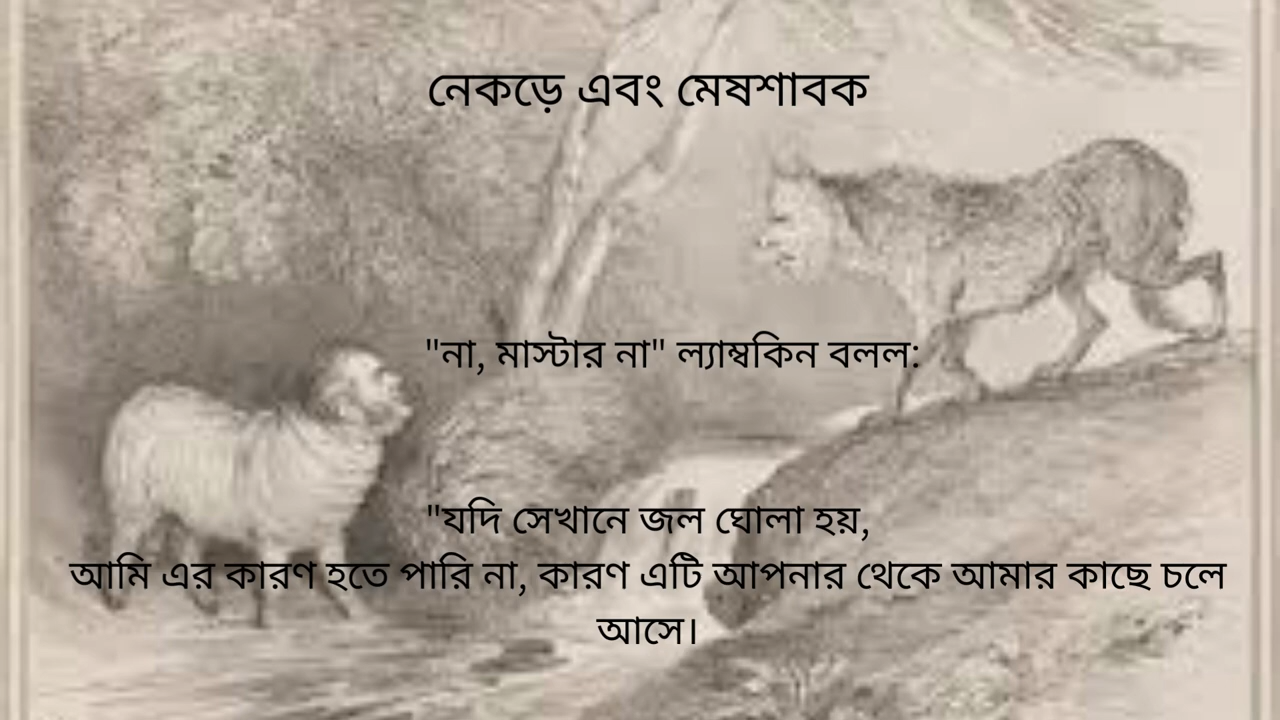 নেকড়ে এবং মেষশাবক
"না, মাস্টার না" ল্যাম্বকিন বলল:
"যদি সেখানে জল ঘোলা হয়,
আমি এর কারণ হতে পারি না, কারণ এটি আপনার থেকে আমার কাছে চলে
আসে।